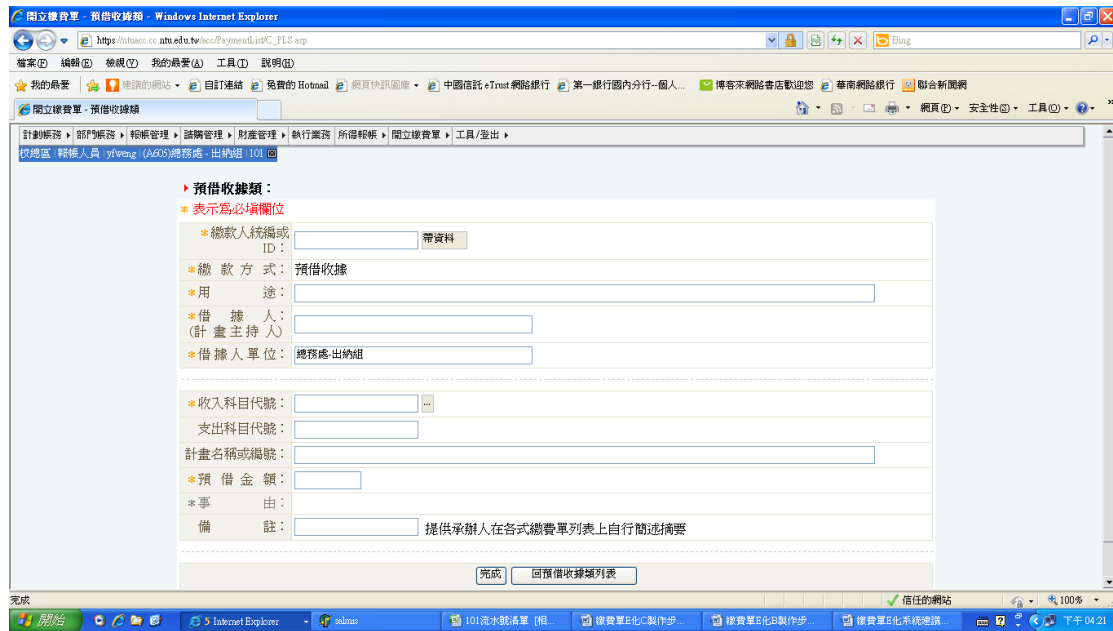 開立繳費單 - 預借收據類 - Windows Internet Explorer
https://ntuacc.cc.ntu.edu.tw/acc/PaymentList/C_PLS.asp
Bing
檔案(F) 編輯(E) 檢視(V) 我的最愛(A) 工具(T) 說明(H)
我的最愛 建議的網站 自訂連結 免費的 Hotmail 網頁快訊圖庫 中國信託 eTrust 網路銀行 第一銀行國內分行--個人... 博客來網路書店歡迎您 華南網路銀行 聯合新聞網
開立繳費單 - 預借收據類 網頁(P) 安全性(S) 工具(O)
計劃帳務 部門帳務 報帳管理 請購管理 財產管理 執行業務 所得報帳 開立繳費單 工具/登出
校總區 | 報帳人員 | yfweng | (A605)總務處 - 出納組 | 101
預借收據類：
* 表示為必填欄位
*繳款人統編或ID： 帶資料
*繳款方式： 預借收據
*用途：
*借據人：
(計畫主持人)
*借據人單位： 總務處-出納組
*收入科目代號： ...
支出科目代號：
計畫名稱或編號：
*預借金額：
*事由：
備註： 提供承辦人在各式繳費單列表上自行簡述摘要
完成 回預借收據類列表
完成 信任的網站 100%
開始 5 Internet Explorer salmis 101流水號清單 [相... 繳費單E化C製作步... 繳費單E化B製作步... 繳費單E化系統建議... 下午 04:21